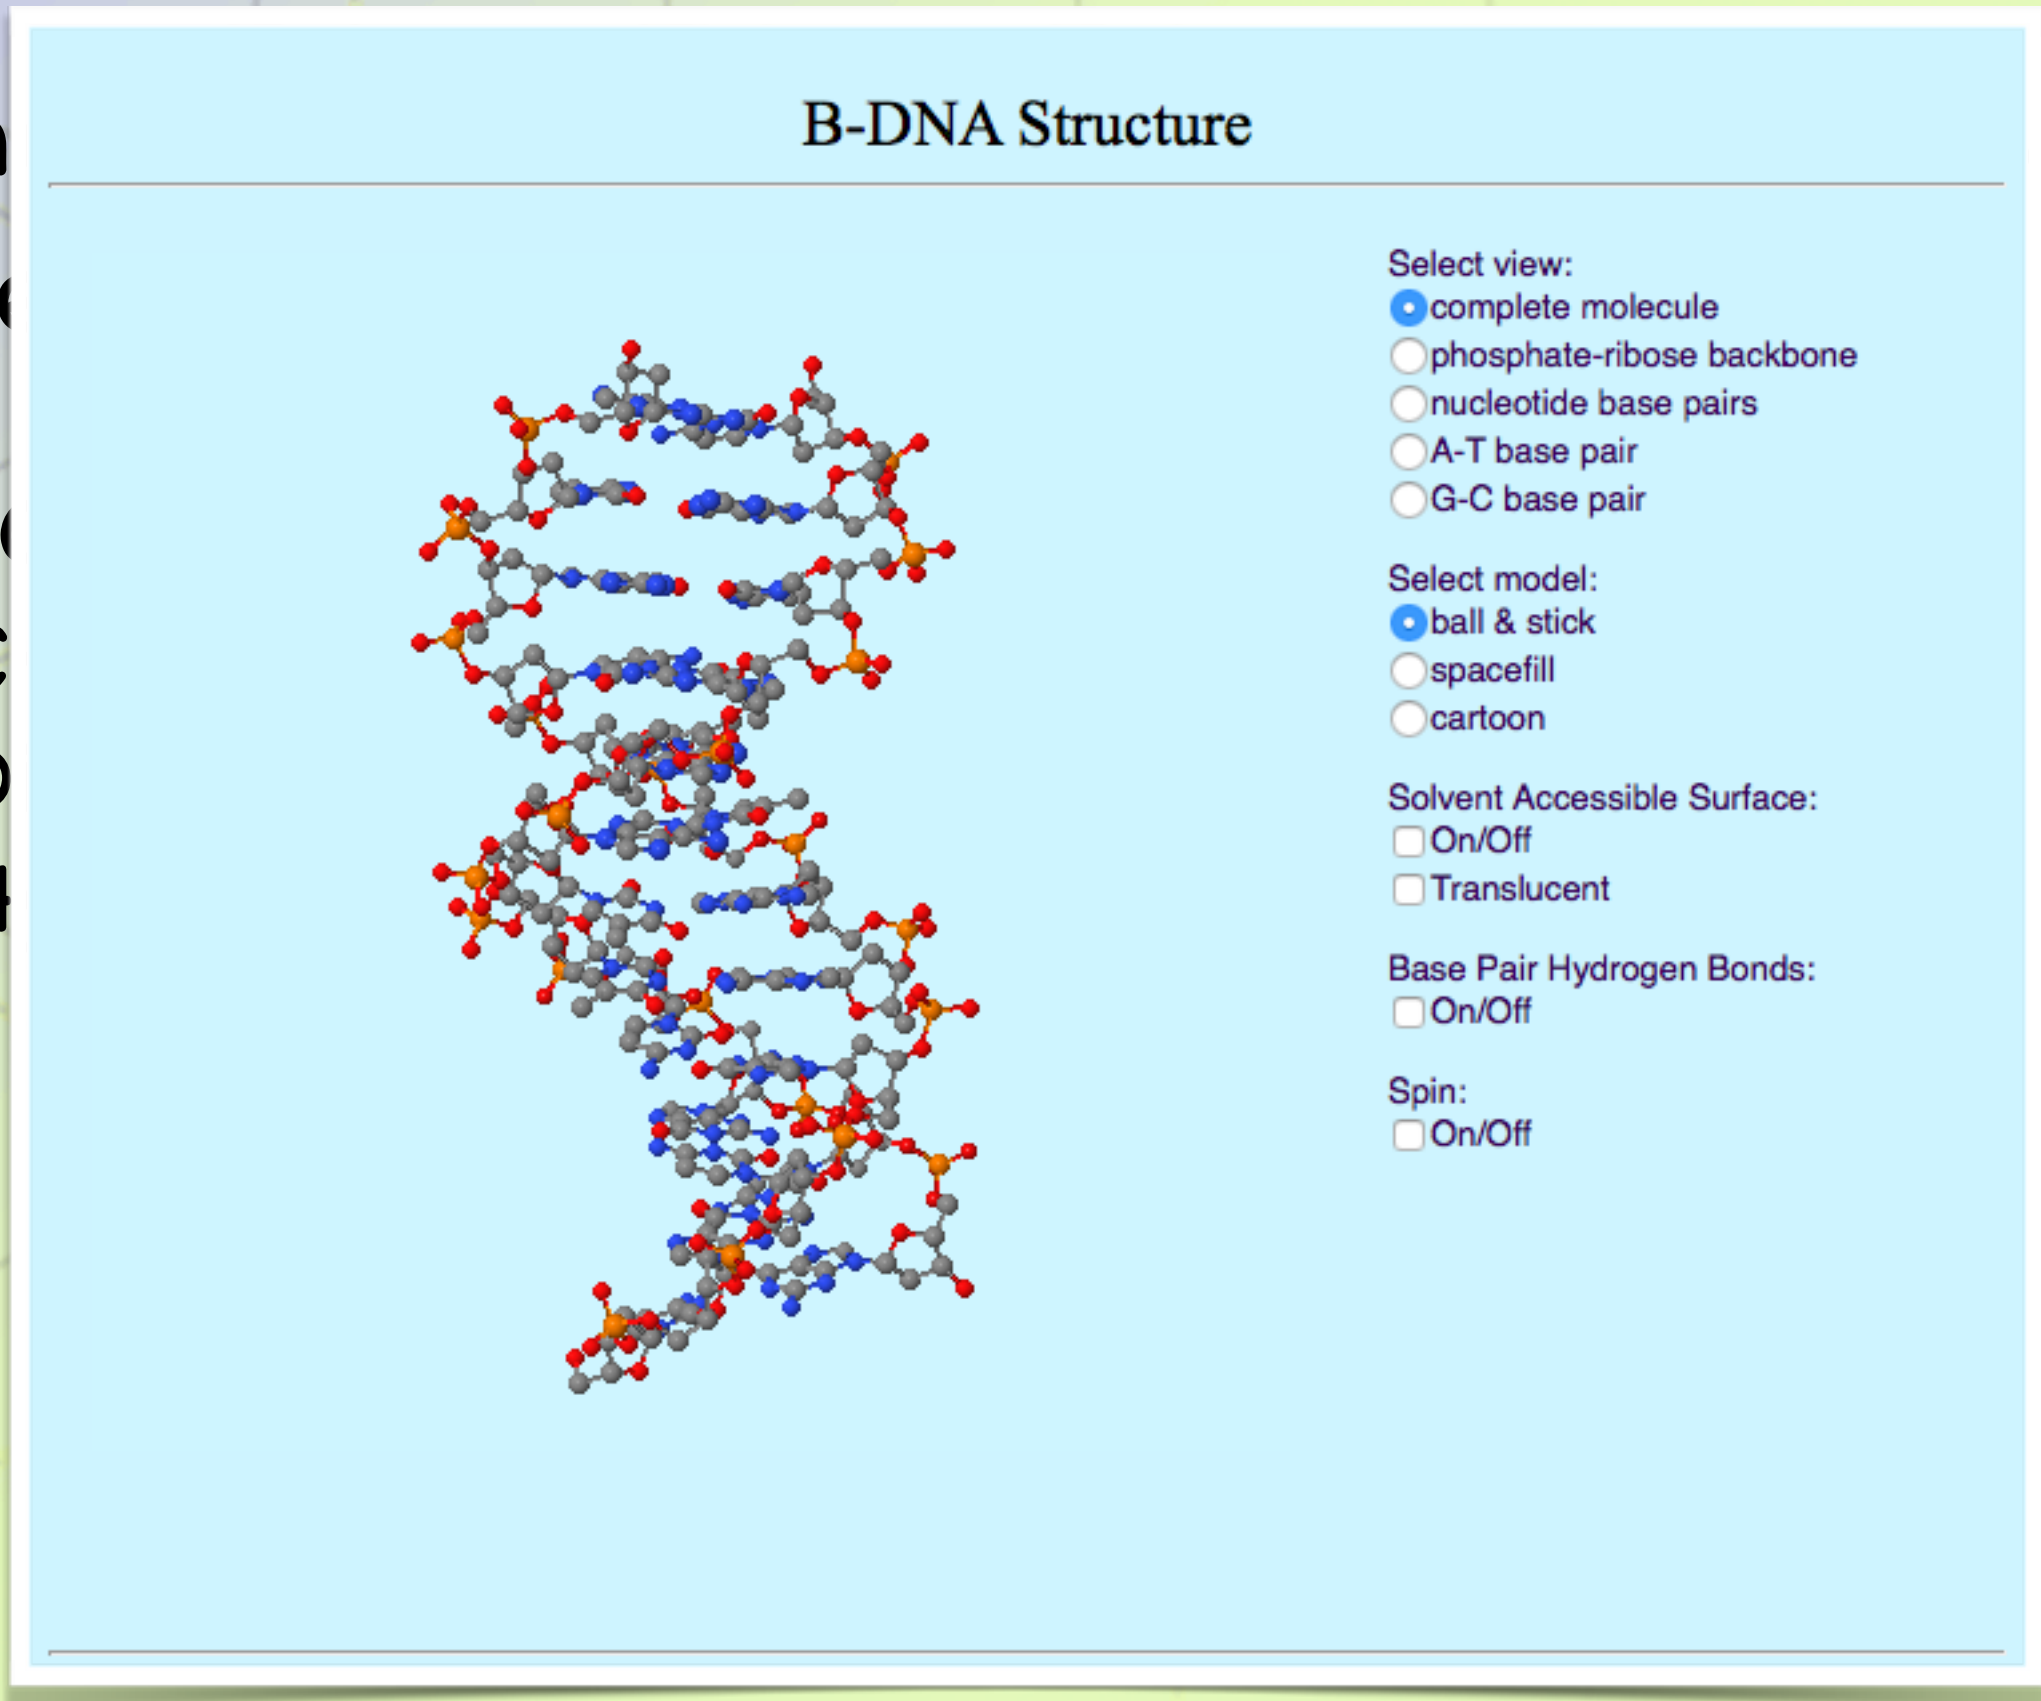 B-DNA Structure
Select view:
complete molecule
phosphate-ribose backbone
nucleotide base pairs
A-T base pair
G-C base pair
Select model:
ball & stick
spacefill
cartoon
Solvent Accessible Surface:
On/Off
Translucent
Base Pair Hydrogen Bonds:
On/Off
Spin:
On/Off